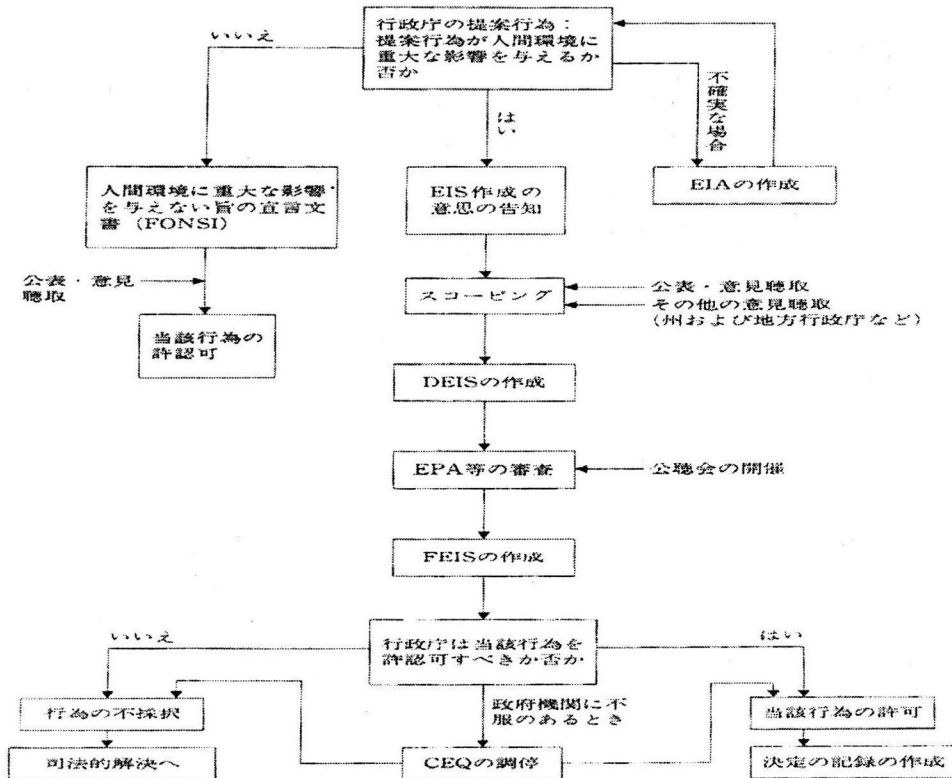 行政庁の提案行為：
提案行為が人間環境に
重大な影響を与えるか
否か
いいえ
はい
不確実な場合
人間環境に重大な影響
を与えない旨の宣言文
書（FONSI）
EIS作成の
意思の告知
EIAの作成
公表・意見
聴取
スコーピング
公表・意見聴取
その他の意見聴取
（州および地方行政庁など）
当該行為の
許認可
DEISの作成
EPA等の審査
公聴会の開催
FEISの作成
いいえ
行政庁は当該行為を
許認可すべきか否か
はい
行為の不採択
政府機関に不
服のあるとき
当該行為の許可
司法的解決へ
CEQの調停
決定の記録の作成